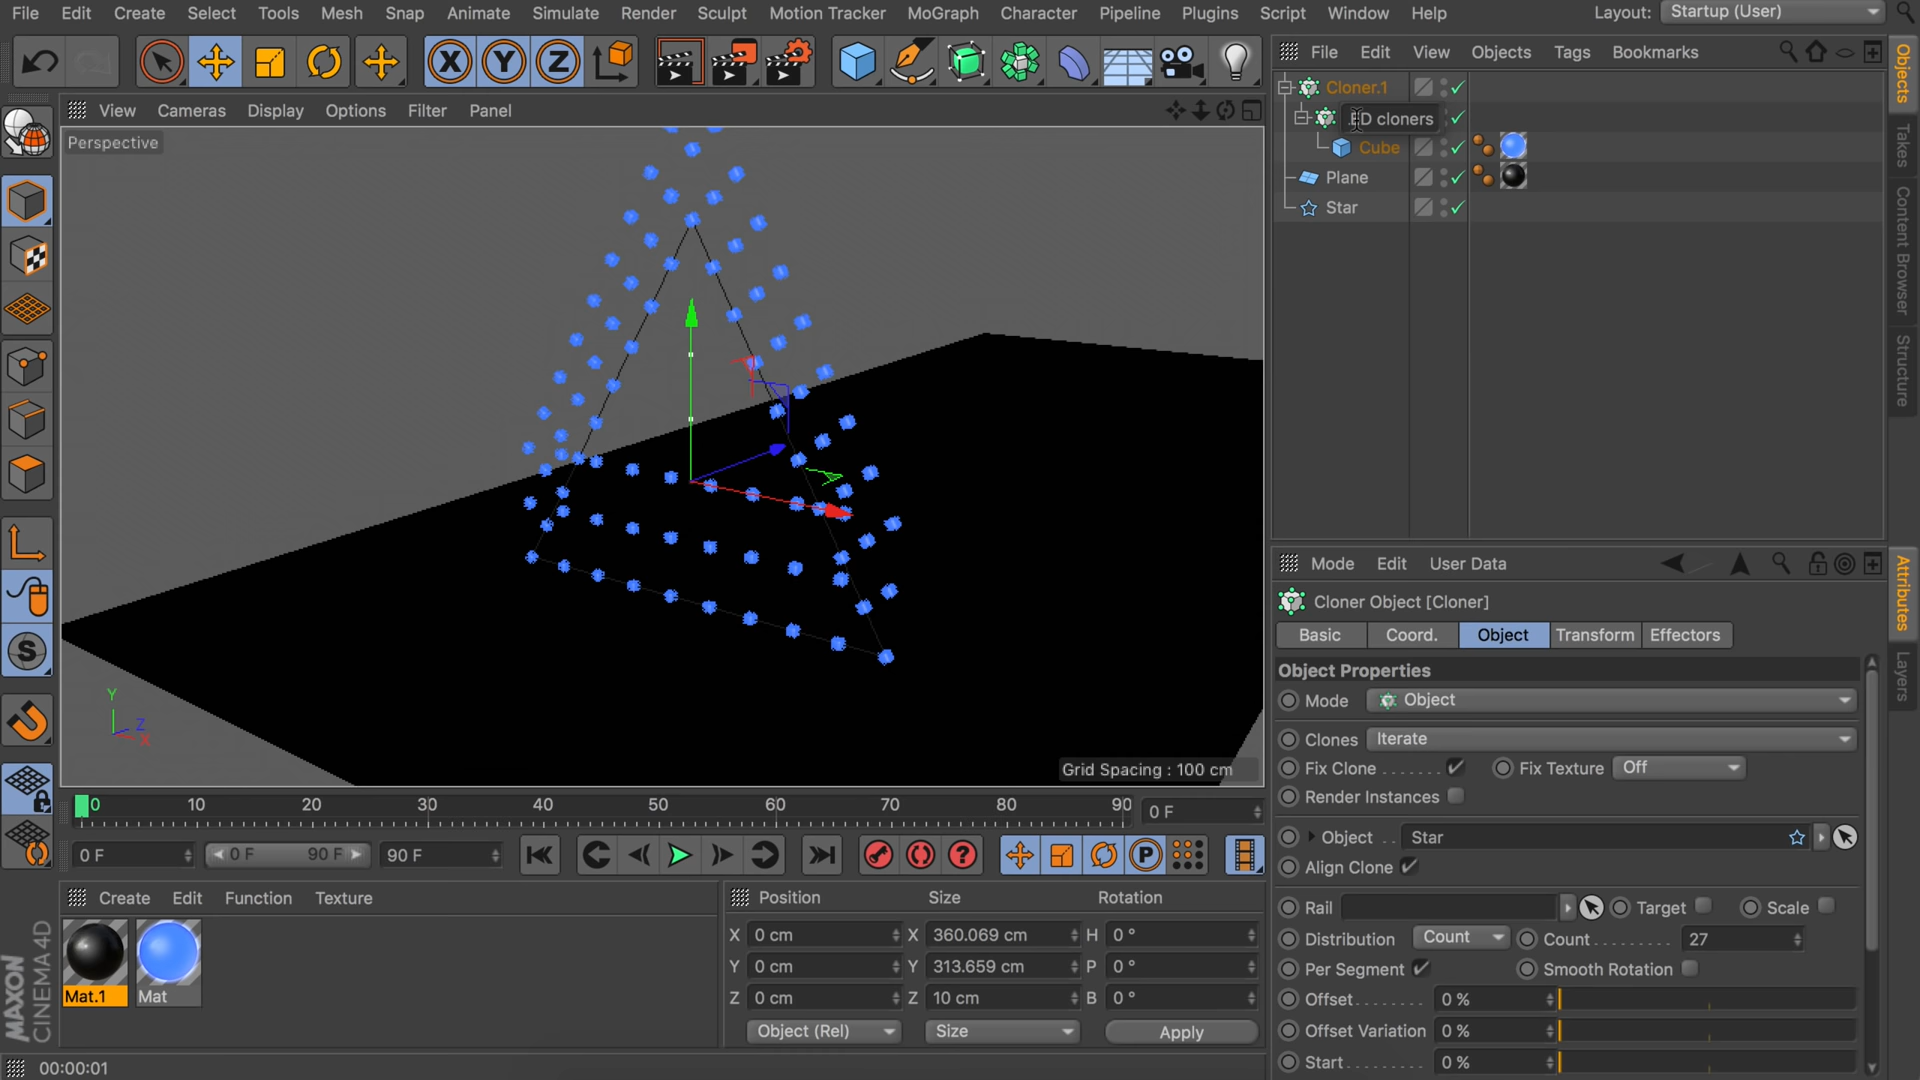 File Edit Create Select Tools Mesh Snap Animate Simulate Render Sculpt Motion Tracker MoGraph Character Pipeline Plugins Script Window Help Layout: Startup (User)
File Edit View Objects Tags Bookmarks
Objects
Takes
Content Browser
Structure
Cloner.1
D cloners
Cube
Plane
Star
View Cameras Display Options Filter Panel
Perspective
Y
Z
X
Grid Spacing : 100 cm
Mode Edit User Data
Attributes
Layers
Cloner Object [Cloner]
Basic Coord. Object Transform Effectors
Object Properties
Mode Object
Clones Iterate
Fix Clone ....... Fix Texture Off
Render Instances
Object .. Star
Align Clone
Rail Target Scale
Distribution Count Count ......... 27
Per Segment Smooth Rotation
Offset ........ 0 %
Offset Variation 0 %
Start ......... 0 %
0 10 20 30 40 50 60 70 80 90 0 F
0 F 0 F 90 F 90 F
Create Edit Function Texture
Mat.1 Mat
Position Size Rotation
X 0 cm X 360.069 cm H 0 °
Y 0 cm Y 313.659 cm P 0 °
Z 0 cm Z 10 cm B 0 °
Object (Rel) Size Apply
MAXON
CINEMA 4D
00:00:01